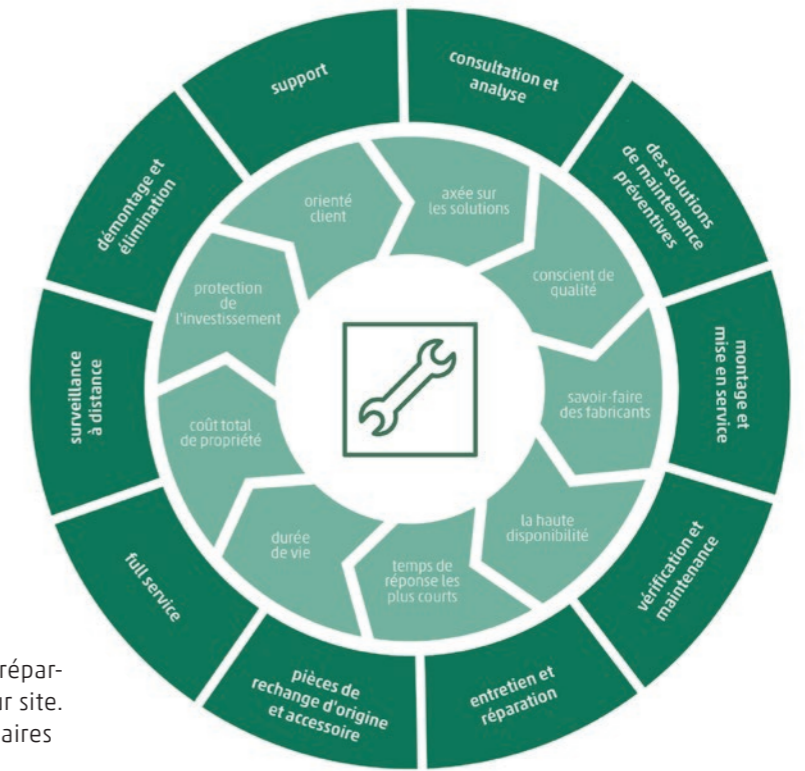 support
consultation et
analyse
des solutions
de maintenance
préventives
montage et
mise en service
vérification et
maintenance
entretien et
réparation
pièces de
rechange d'origine
et accessoire
full service
surveillance
à distance
démontage et
élimination
orienté
client
axée sur
les solutions
conscient de
qualité
savoir-faire
des fabricants
la haute
disponibilité
temps de
réponse les
plus courts
durée
de vie
coût total
de propriété
protection
de
l'investissement
répar-
ur site.
aires